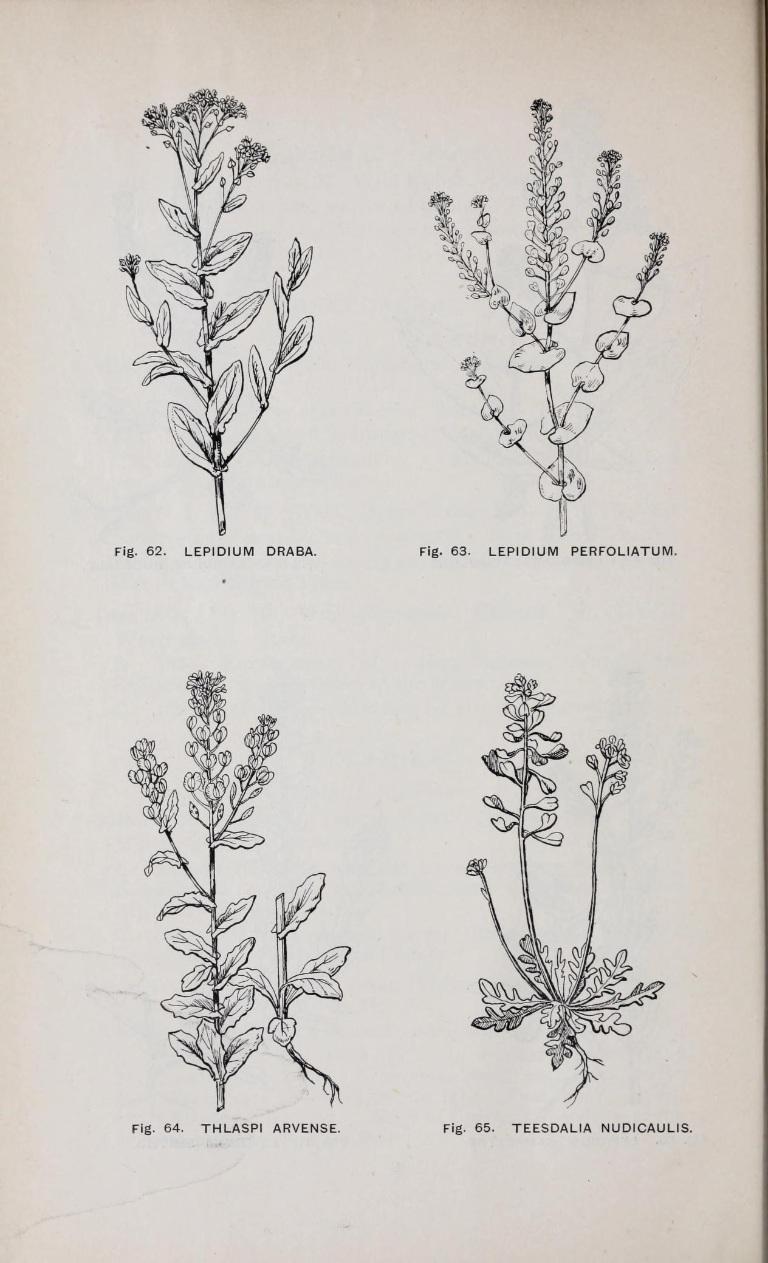 Fig. 62. LEPIDIUM DRABA.
Fig. 63. LEPIDIUM PERFOLIATUM.
Fig. 64. THLASPI ARVENSE.
Fig. 65. TEESDALIA NUDICAULIS.